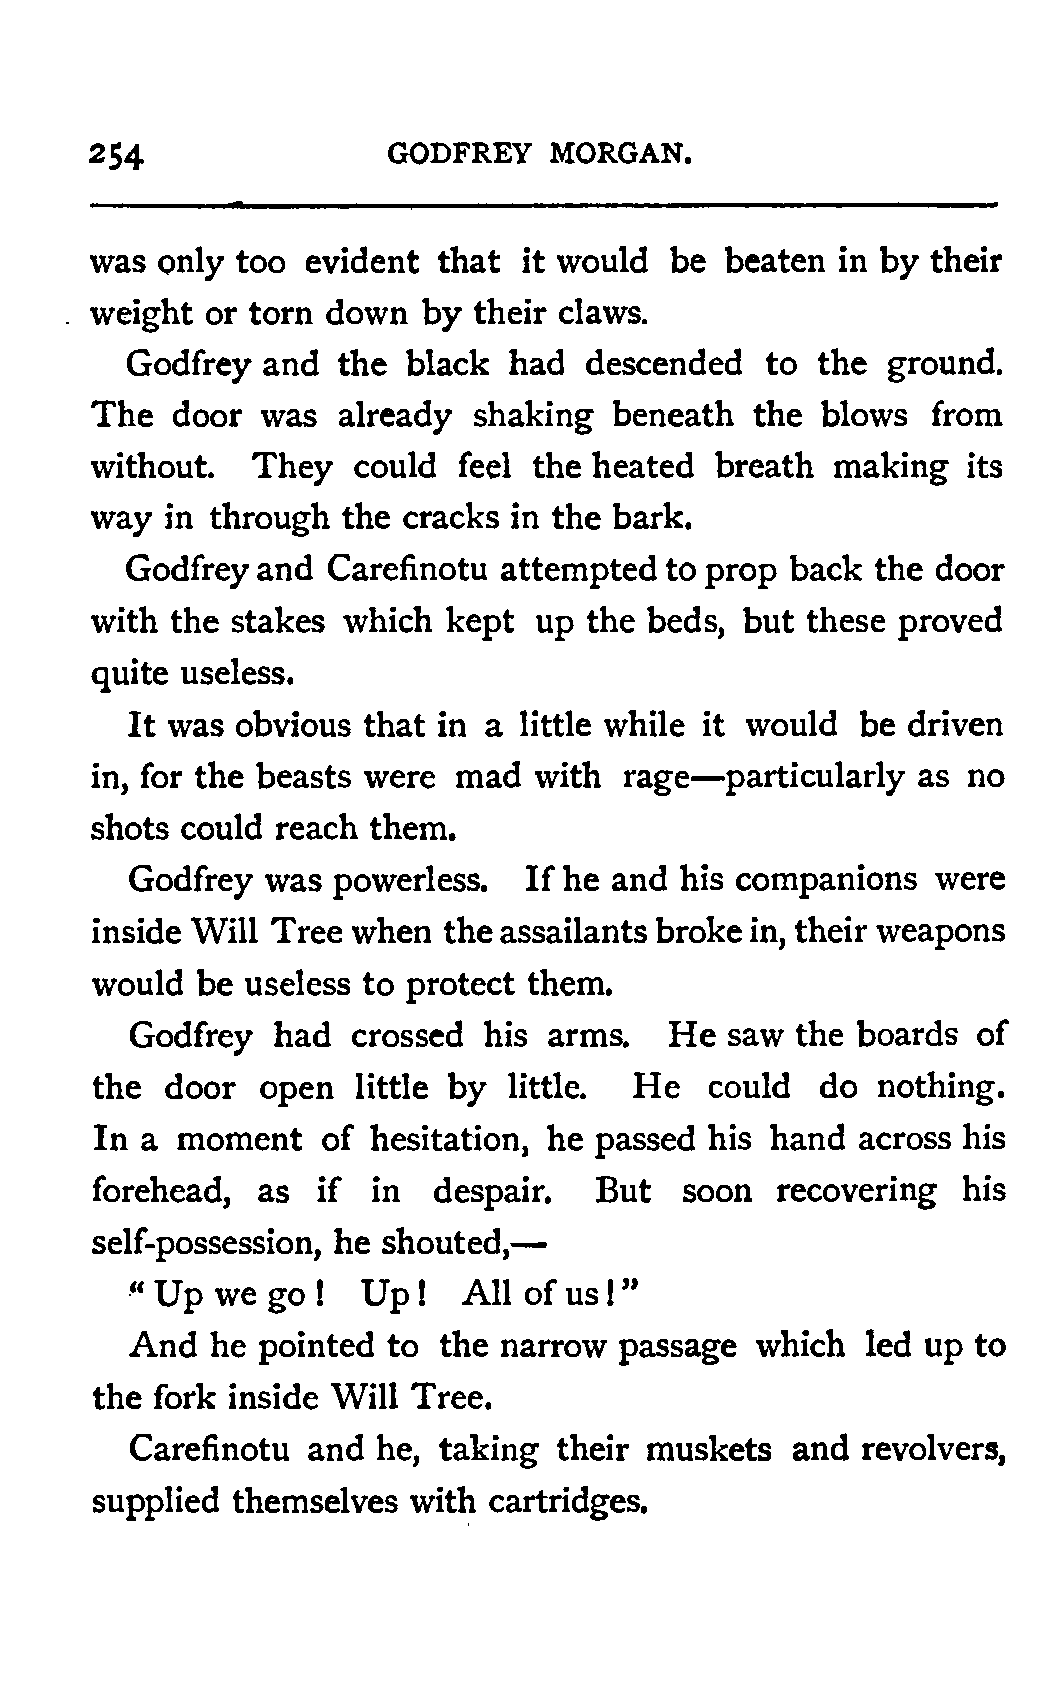 254 GODFREY MORGAN.
was only too evident that it would be beaten in by their
weight or torn down by their claws.
Godfrey and the black had descended to the ground.
The door was already shaking beneath the blows from
without. They could feel the heated breath making its
way in through the cracks in the bark.
Godfrey and Carefinotu attempted to prop back the door
with the stakes which kept up the beds, but these proved
quite useless.
It was obvious that in a little while it would be driven
in, for the beasts were mad with rage—particularly as no
shots could reach them.
Godfrey was powerless. If he and his companions were
inside Will Tree when the assailants broke in, their weapons
would be useless to protect them.
Godfrey had crossed his arms. He saw the boards of
the door open little by little. He could do nothing.
In a moment of hesitation, he passed his hand across his
forehead, as if in despair. But soon recovering his
self-possession, he shouted,—
“ Up we go ! Up ! All of us ! ”
And he pointed to the narrow passage which led up to
the fork inside Will Tree.
Carefinotu and he, taking their muskets and revolvers,
supplied themselves with cartridges.